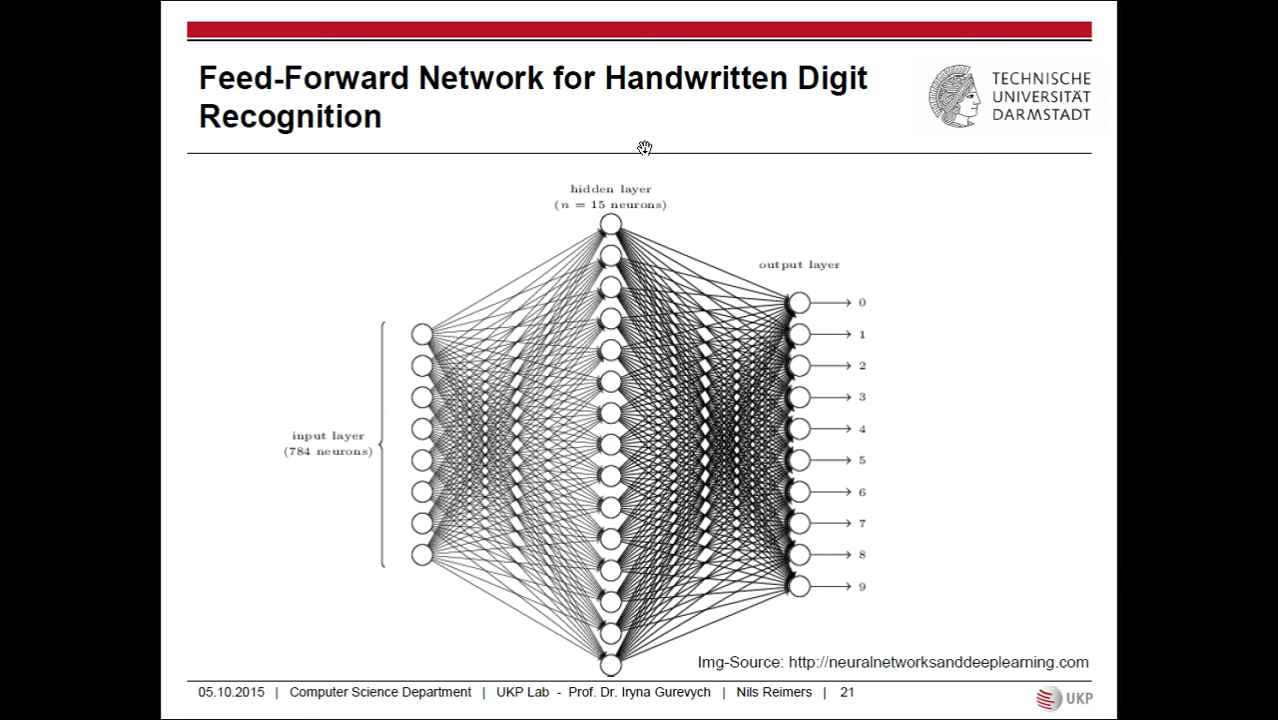 Feed-Forward Network for Handwritten Digit
Recognition
TECHNISCHE
UNIVERSITÄT
DARMSTADT
hidden layer
(n = 15 neurons)
output layer
0
1
2
3
4
5
6
7
8
9
input layer
(784 neurons)
Img-Source: http://neuralnetworksanddeeplearning.com
05.10.2015 | Computer Science Department | UKP Lab - Prof. Dr. Iryna Gurevych | Nils Reimers | 21
UKP